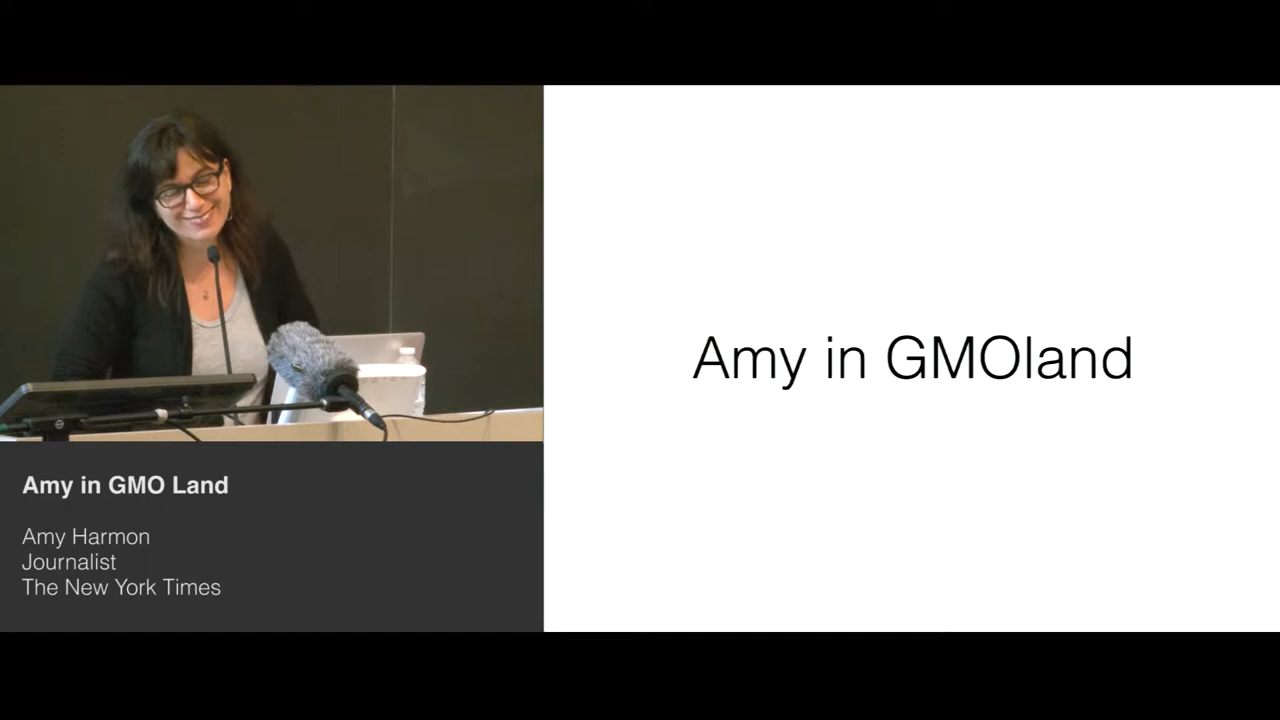 Amy in GMOland
Amy in GMO Land
Amy Harmon
Journalist
The New York Times